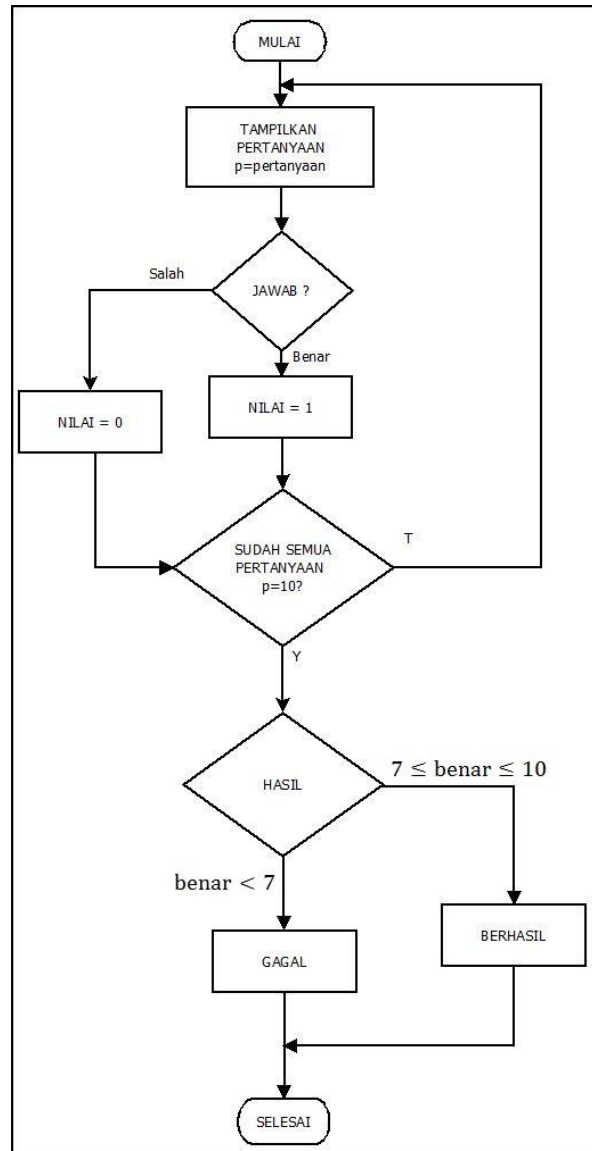 MULAI
TAMPILKAN
PERTANYAAN
p=pertanyaan
Salah
JAWAB ?
Benar
NILAI = 0
NILAI = 1
SUDAH SEMUA
PERTANYAAN
p=10?
T
Y
HASIL
7 ≤ benar ≤ 10
benar < 7
BERHASIL
GAGAL
SELESAI